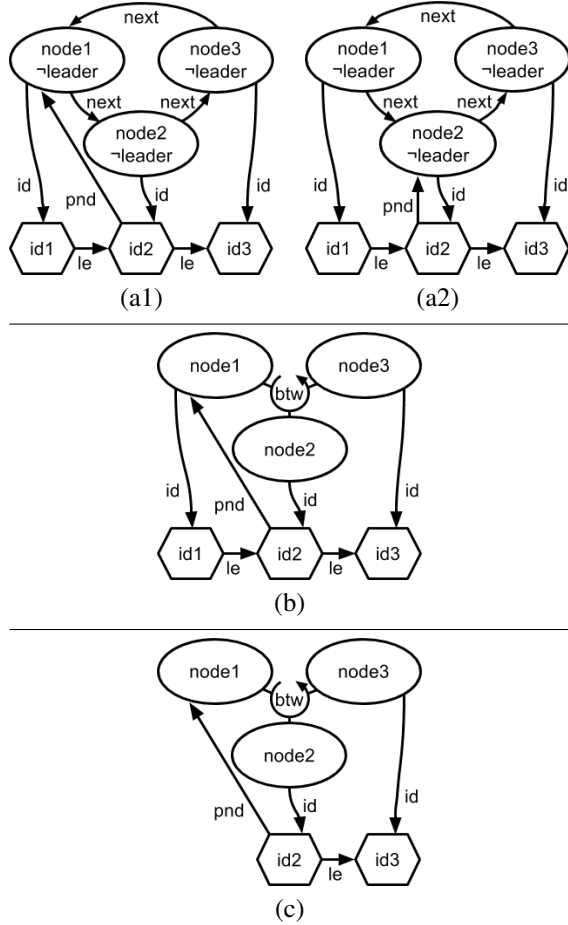 next
next
node1
¬leader
node3
¬leader
node1
¬leader
node3
¬leader
next
next
next
next
node2
¬leader
node2
¬leader
id
pnd
id
id
id
pnd
id
id
id1
le
id2
le
id3
id1
le
id2
le
id3
(a1)
(a2)
node1
btw
node3
node2
id
pnd
id
id
id1
le
id2
le
id3
(b)
node1
btw
node3
node2
pnd
id
id
id2
le
id3
(c)